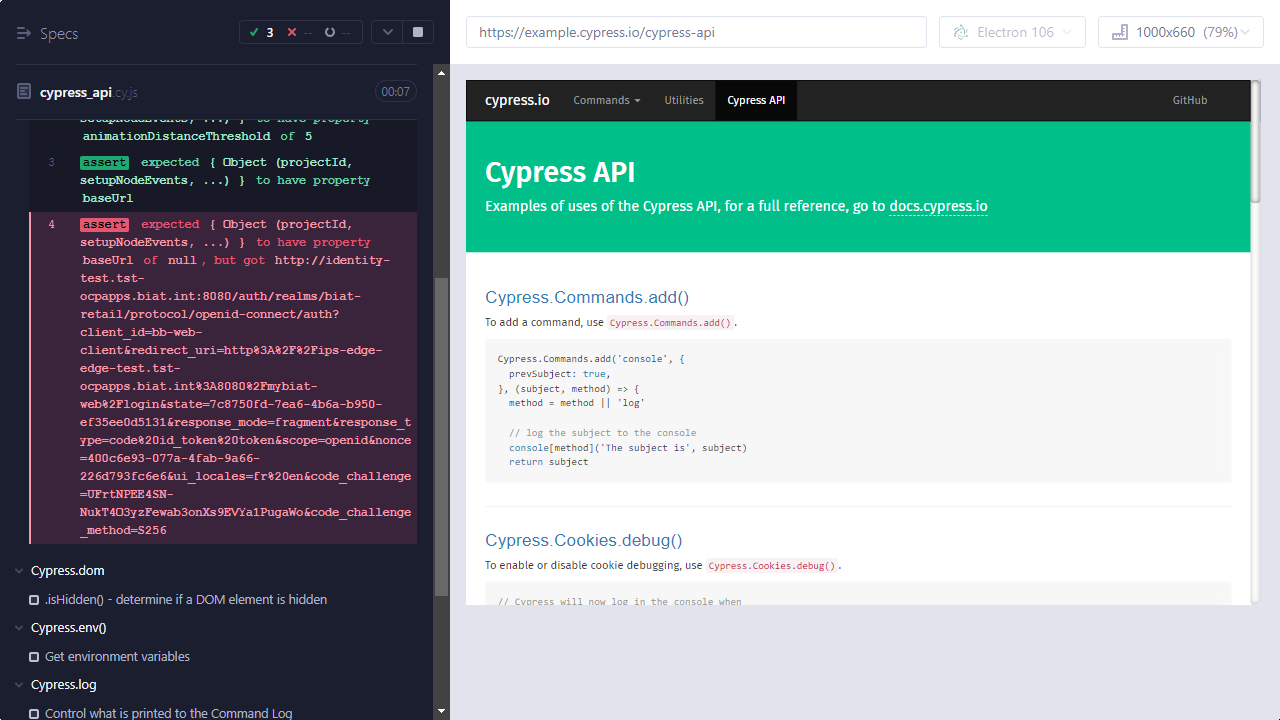 Specs
3
--
--
https://example.cypress.io/cypress-api
Electron 106
1000x660 (79%)
cypress_api.cy.js
00:07
setupNodeEvents, ...) } to have property
animationDistanceThreshold of 5
3 assert expected { Object (projectId,
setupNodeEvents, ...) } to have property
baseUrl
4 assert expected { Object (projectId,
setupNodeEvents, ...) } to have property
baseUrl of null, but got http://identity-
test.tst-
ocpapps.biat.int:8080/auth/realms/biat-
retail/protocol/openid-connect/auth?
client_id=bb-web-
client&redirect_uri=http%3A%2F%2Fips-edge-
edge-test.tst-
ocpapps.biat.int%3A8080%2Fmybiat-
web%2Flogin&state=7c8750fd-7ea6-4b6a-b950-
ef35ee0d5131&response_mode=fragment&response_t
ype=code%20id_token%20token&scope=openid&nonce
=400c6e93-077a-4fab-9a66-
226d793fc6e6&ui_locales=fr%20en&code_challenge
=UFrtNPEE4SN-
NukT4O3yzFewab3onXs9EVYa1PugaWo&code_challenge
_method=S256
Cypress.dom
.isHidden() - determine if a DOM element is hidden
Cypress.env()
Get environment variables
Cypress.log
Control what is printed to the Command Log
cypress.io
Commands
Utilities
Cypress API
GitHub
Cypress API
Examples of uses of the Cypress API, for a full reference, go to docs.cypress.io
Cypress.Commands.add()
To add a command, use Cypress.Commands.add().
Cypress.Commands.add('console', {
prevSubject: true,
}, (subject, method) => {
method = method || 'log'
// log the subject to the console
console[method]('The subject is', subject)
return subject
Cypress.Cookies.debug()
To enable or disable cookie debugging, use Cypress.Cookies.debug().
// Cypress will now log in the console when